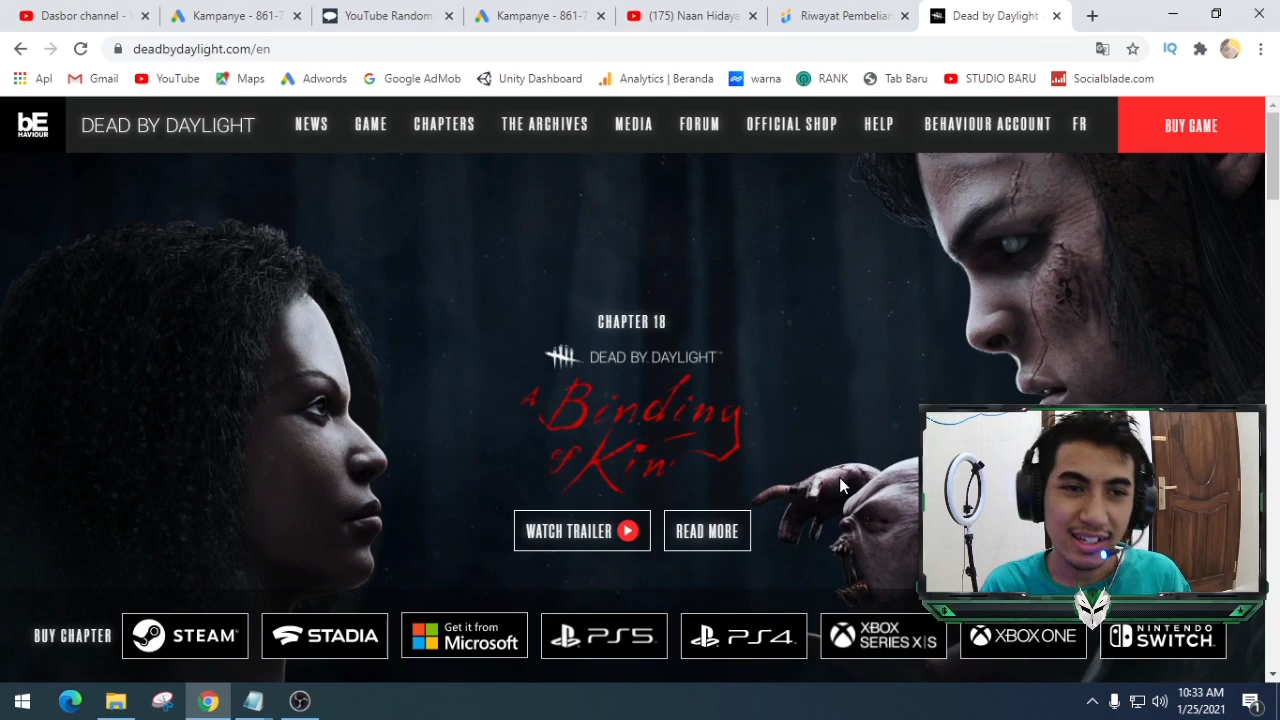 Dasbor channel - Y
Kampanye - 861-7
YouTube Random
Kampanye - 861-7
(175) Naan Hidaya
Riwayat Pembelian
Dead by Daylight -
deadbydaylight.com/en
IQ
Apl
Gmail
YouTube
Maps
Adwords
Google AdMob
Unity Dashboard
Analytics | Beranda
warna
RANK
Tab Baru
STUDIO BARU
Socialblade.com
bE
HAVIOUR
DEAD BY DAYLIGHT
NEWS
GAME
CHAPTERS
THE ARCHIVES
MEDIA
FORUM
OFFICIAL SHOP
HELP
BEHAVIOUR ACCOUNT
FR
BUY GAME
CHAPTER 18
DEAD BY DAYLIGHT™
A Binding
of Kin
WATCH TRAILER
READ MORE
BUY CHAPTER
STEAM®
STADIA
Get it from
Microsoft
PS5
PS4
XBOX
SERIES X|S
XBOX ONE
NINTENDO
SWITCH
10:33 AM
1/25/2021
1